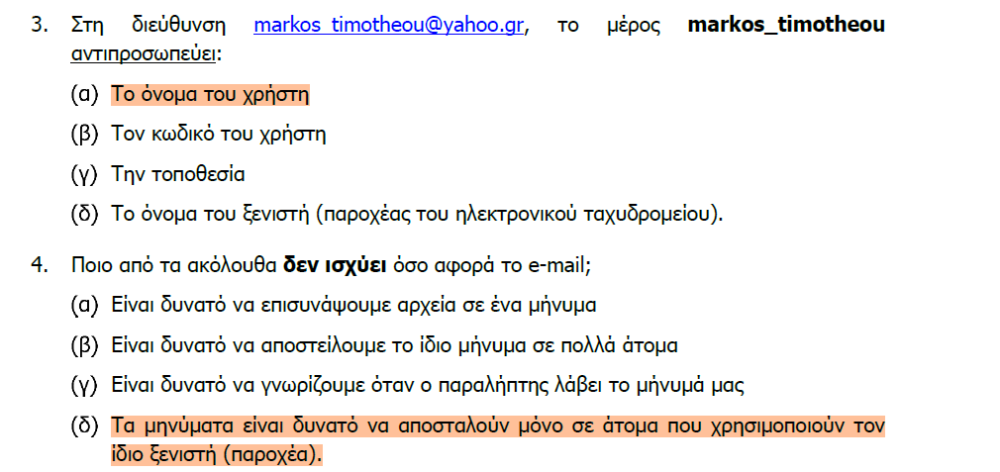 3. Στη διεύθυνση markos_timotheou@yahoo.gr, το μέρος markos_timotheou
αντιπροσωπεύει:
(α) Το όνομα του χρήστη
(β) Τον κωδικό του χρήστη
(γ) Την τοποθεσία
(δ) Το όνομα του ξενιστή (παροχέας του ηλεκτρονικού ταχυδρομείου).
4. Ποιο από τα ακόλουθα δεν ισχύει όσο αφορά το e-mail;
(α) Είναι δυνατό να επισυνάψουμε αρχεία σε ένα μήνυμα
(β) Είναι δυνατό να αποστείλουμε το ίδιο μήνυμα σε πολλά άτομα
(γ) Είναι δυνατό να γνωρίζουμε όταν ο παραλήπτης λάβει το μήνυμά μας
(δ) Τα μηνύματα είναι δυνατό να αποσταλούν μόνο σε άτομα που χρησιμοποιούν τον
ίδιο ξενιστή (παροχέα).